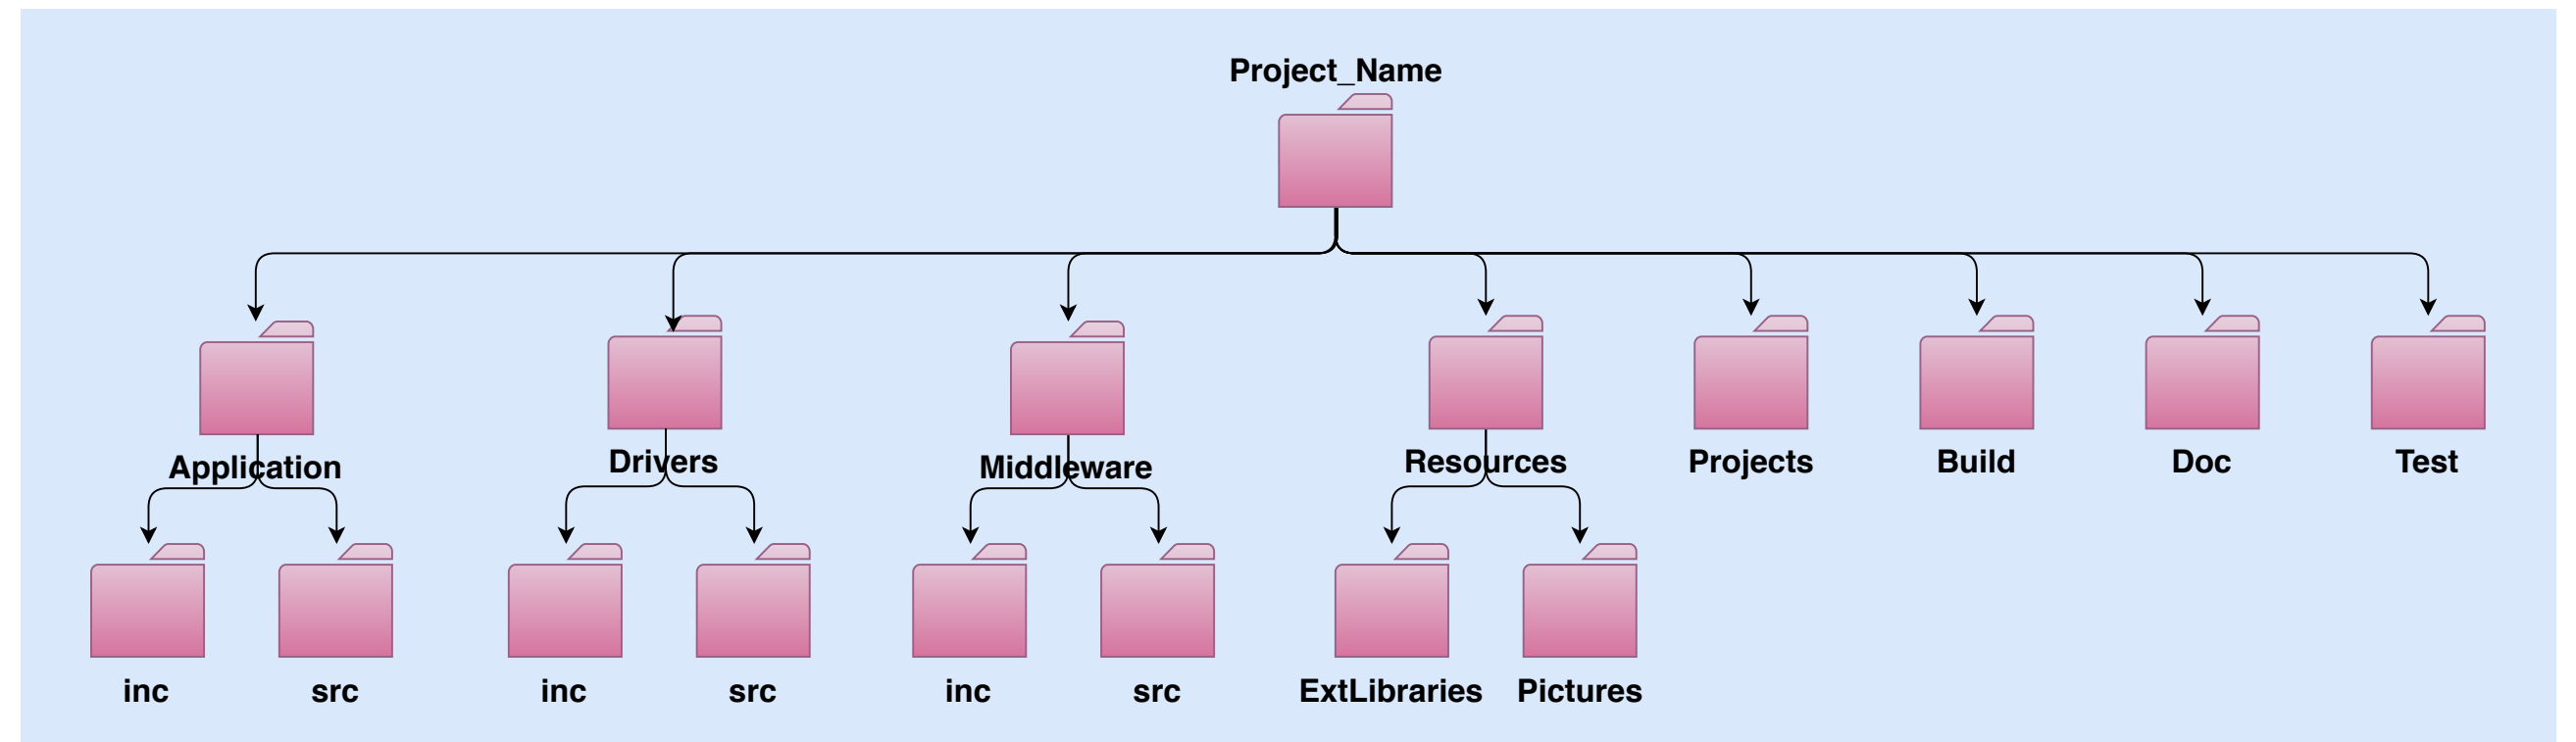 Project_Name
Application
Drivers
Middleware
Resources
Projects
Build
Doc
Test
inc
src
inc
src
inc
src
ExtLibraries
Pictures